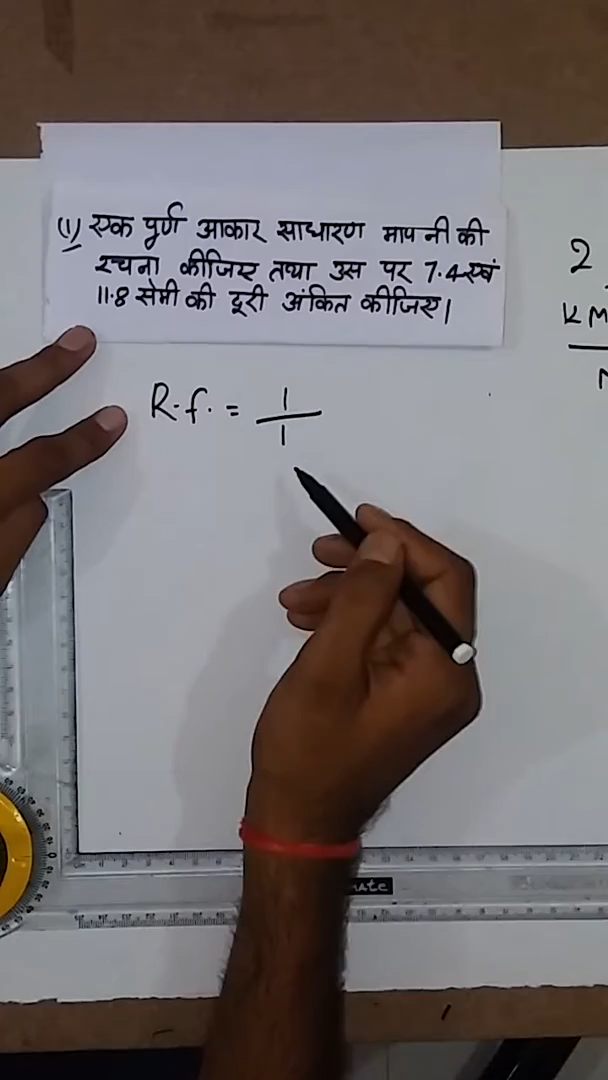 (1) एक पूर्ण आकार साधारण मापनी की
रचना कीजिए तथा उस पर 7.4 एवं
11.8 सेमी की दूरी अंकित कीजिए।
R.f. = 1
1
2
KM